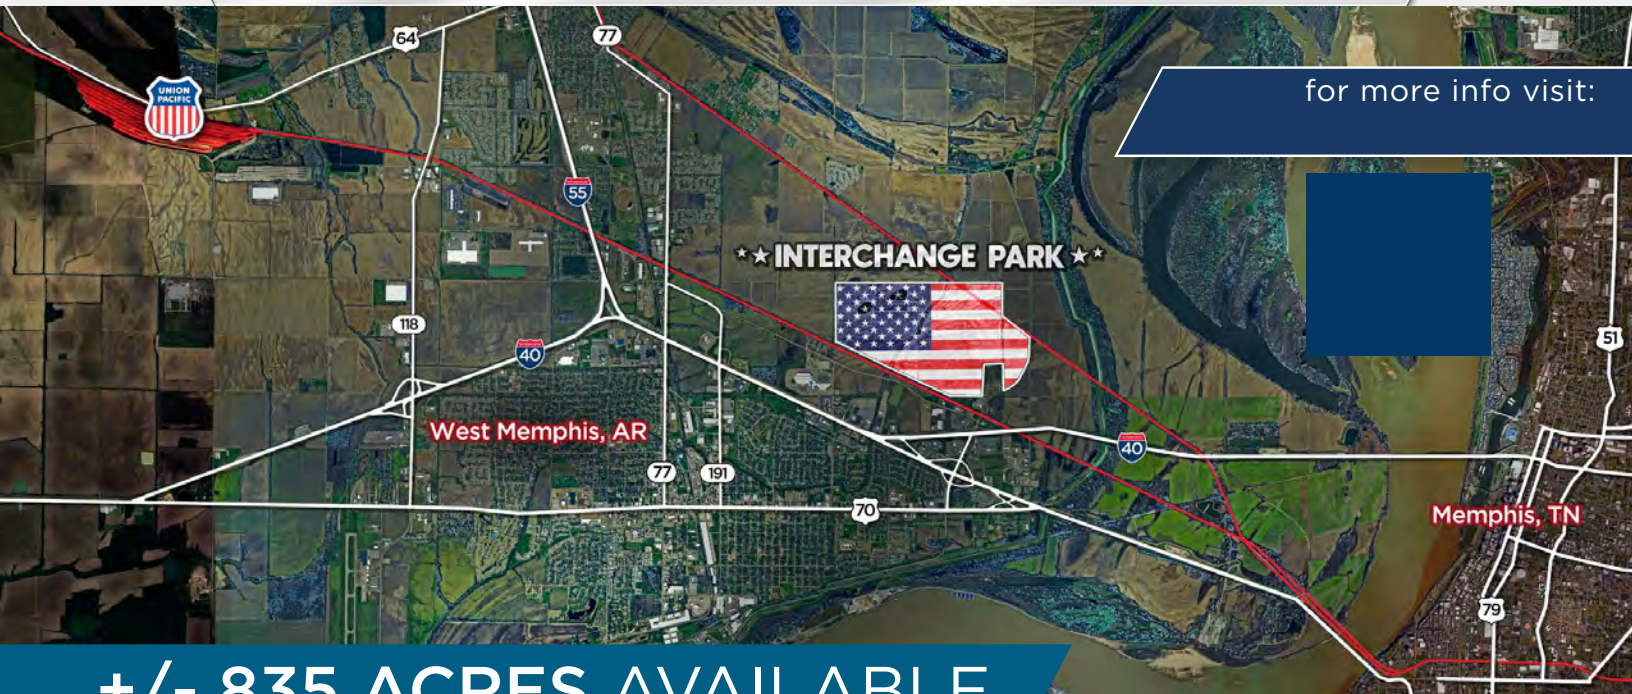 64
77
for more info visit:
UNION
PACIFIC
55
★★INTERCHANGE PARK★★
118
40
51
West Memphis, AR
40
77
191
70
Memphis, TN
79
+/- 835 ACRES AVAILABLE